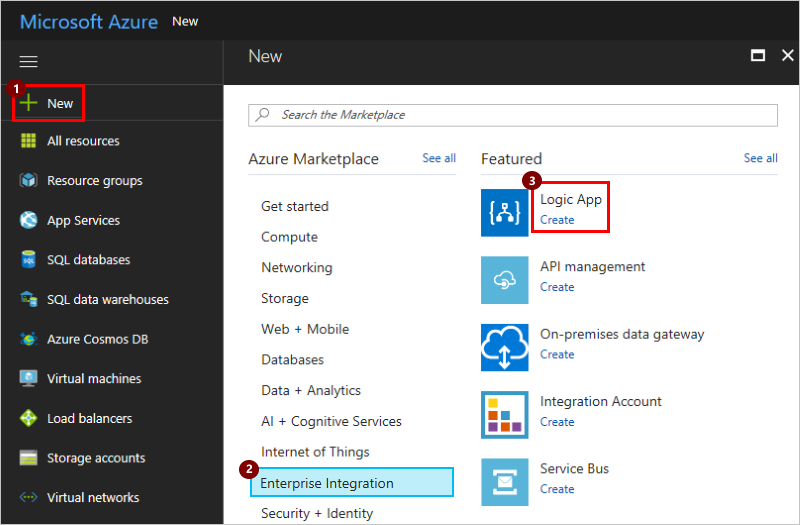 Microsoft Azure New
1
New
All resources
Resource groups
App Services
SQL databases
SQL data warehouses
Azure Cosmos DB
Virtual machines
Load balancers
Storage accounts
Virtual networks
New
Search the Marketplace
Azure Marketplace See all
Get started
Compute
Networking
Storage
Web + Mobile
Databases
Data + Analytics
AI + Cognitive Services
Internet of Things
2
Enterprise Integration
Security + Identity
Featured See all
3
Logic App
Create
API management
Create
On-premises data gateway
Create
Integration Account
Create
Service Bus
Create